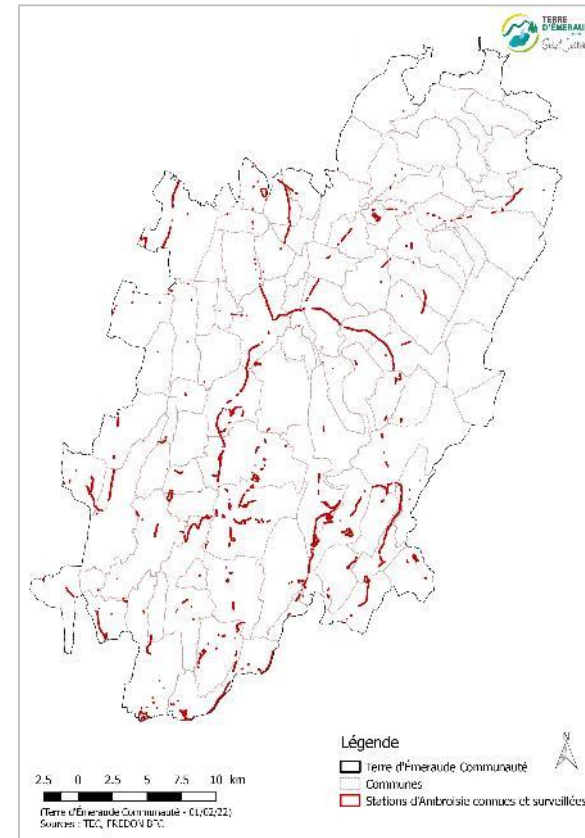 TERRE
D'ÉMERAUDE
Légende
Terre d'Émeraude Communauté
Communes
Stations d'Ambroisie connues et surveillées
N
2.5 0 2.5 5 7.5 10 km
(Terre d'Émeraude Communauté - 01/02/22)
Sources : TEC, FREDON BFC